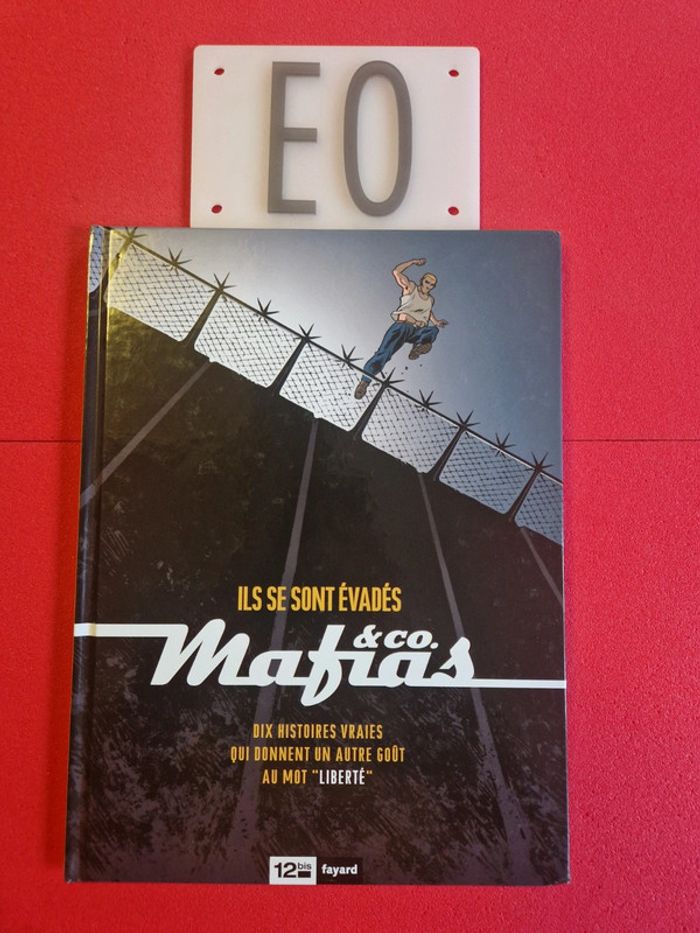 EO
ILS SE SONT ÉVADÉS
& co.
Mafias
DIX HISTOIRES VRAIES
QUI DONNENT UN AUTRE GOÛT
AU MOT "LIBERTÉ"
12bis fayard